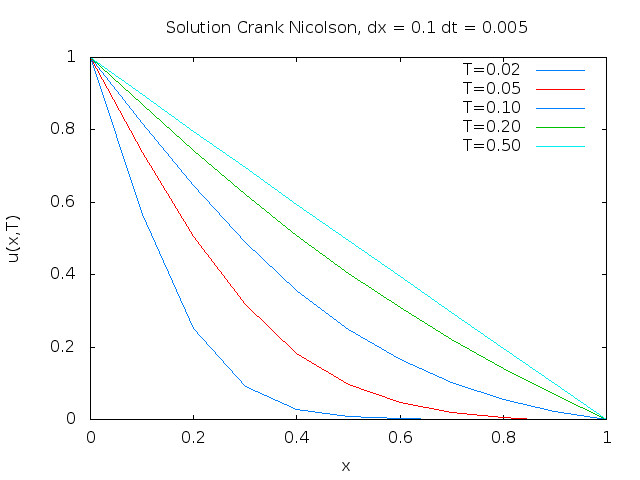 Solution Crank Nicolson, dx = 0.1 dt = 0.005
T=0.02
T=0.05
T=0.10
T=0.20
T=0.50
1
0.8
0.6
0.4
0.2
0
u(x,T)
0 0.2 0.4 0.6 0.8 1
x